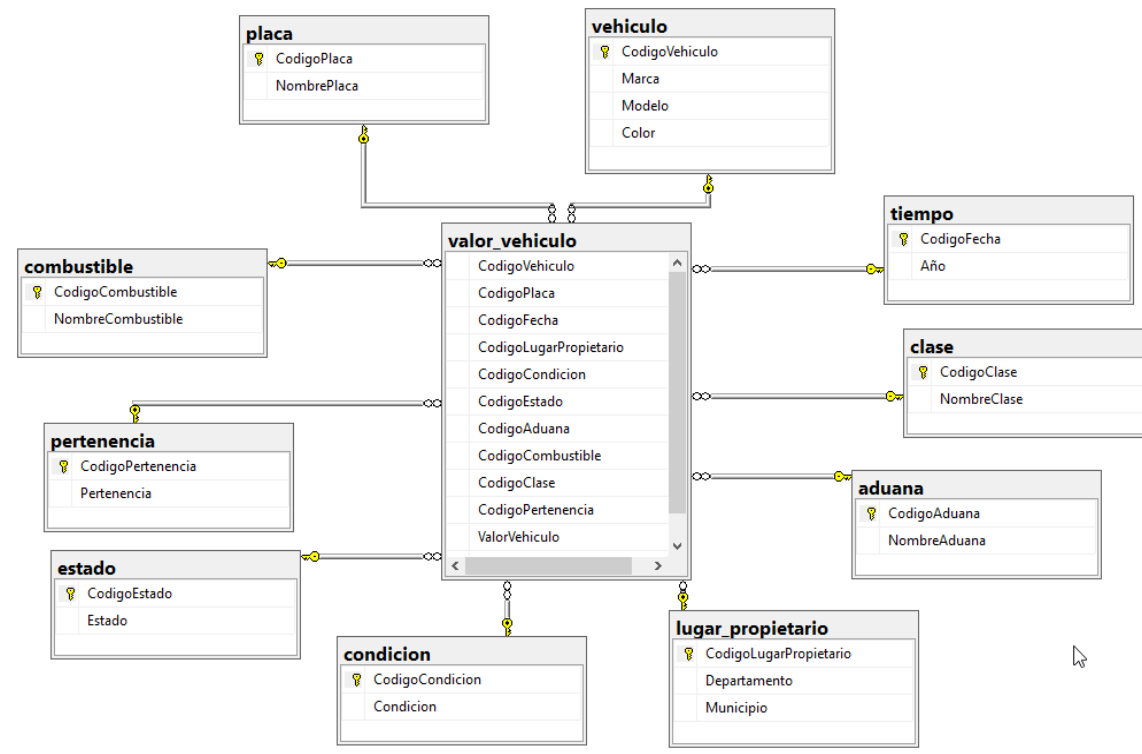 placa
CodigoPlaca
NombrePlaca
vehiculo
CodigoVehiculo
Marca
Modelo
Color
tiempo
CodigoFecha
Año
combustible
CodigoCombustible
NombreCombustible
valor_vehiculo
CodigoVehiculo
CodigoPlaca
CodigoFecha
CodigoLugarPropietario
CodigoCondicion
CodigoEstado
CodigoAduana
CodigoCombustible
CodigoClase
CodigoPertenencia
ValorVehiculo
clase
CodigoClase
NombreClase
pertenencia
CodigoPertenencia
Pertenencia
aduana
CodigoAduana
NombreAduana
estado
CodigoEstado
Estado
condicion
CodigoCondicion
Condicion
lugar_propietario
CodigoLugarPropietario
Departamento
Municipio